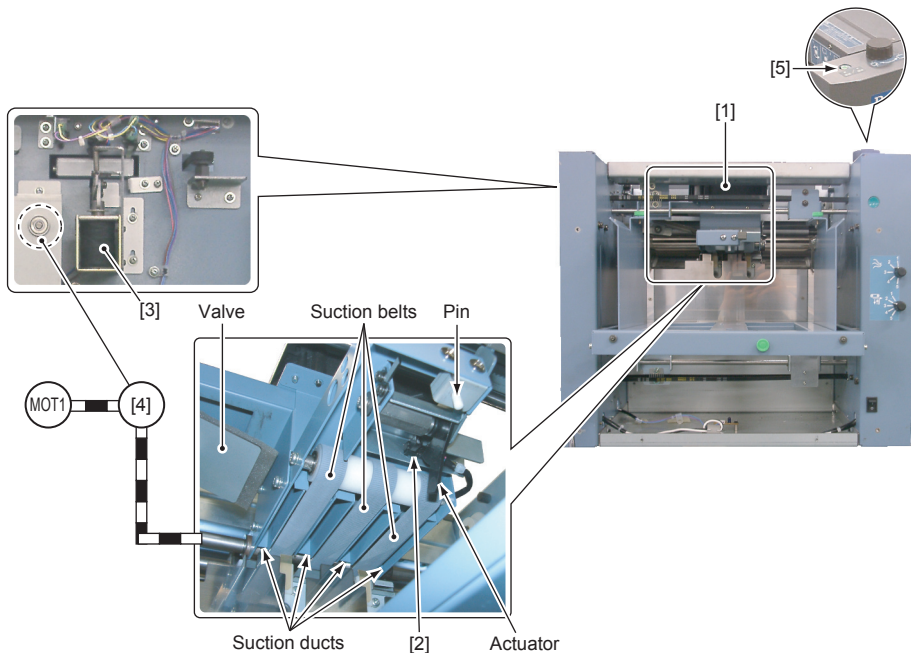 [5]
[1]
[3]
Valve
Suction belts
Pin
MOT1
[4]
Suction ducts
[2]
Actuator